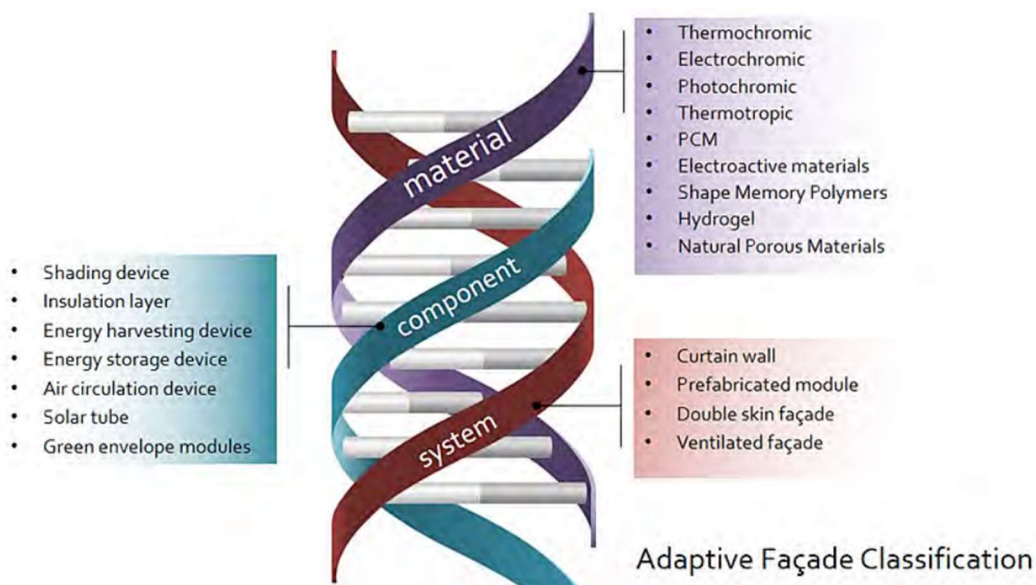 • Thermochromic
• Electrochromic
• Photochromic
• Thermotropic
• PCM
• Electroactive materials
• Shape Memory Polymers
• Hydrogel
• Natural Porous Materials
material
• Shading device
• Insulation layer
• Energy harvesting device
• Energy storage device
• Air circulation device
• Solar tube
• Green envelope modules
component
• Curtain wall
• Prefabricated module
• Double skin façade
• Ventilated façade
system
Adaptive Façade Classification